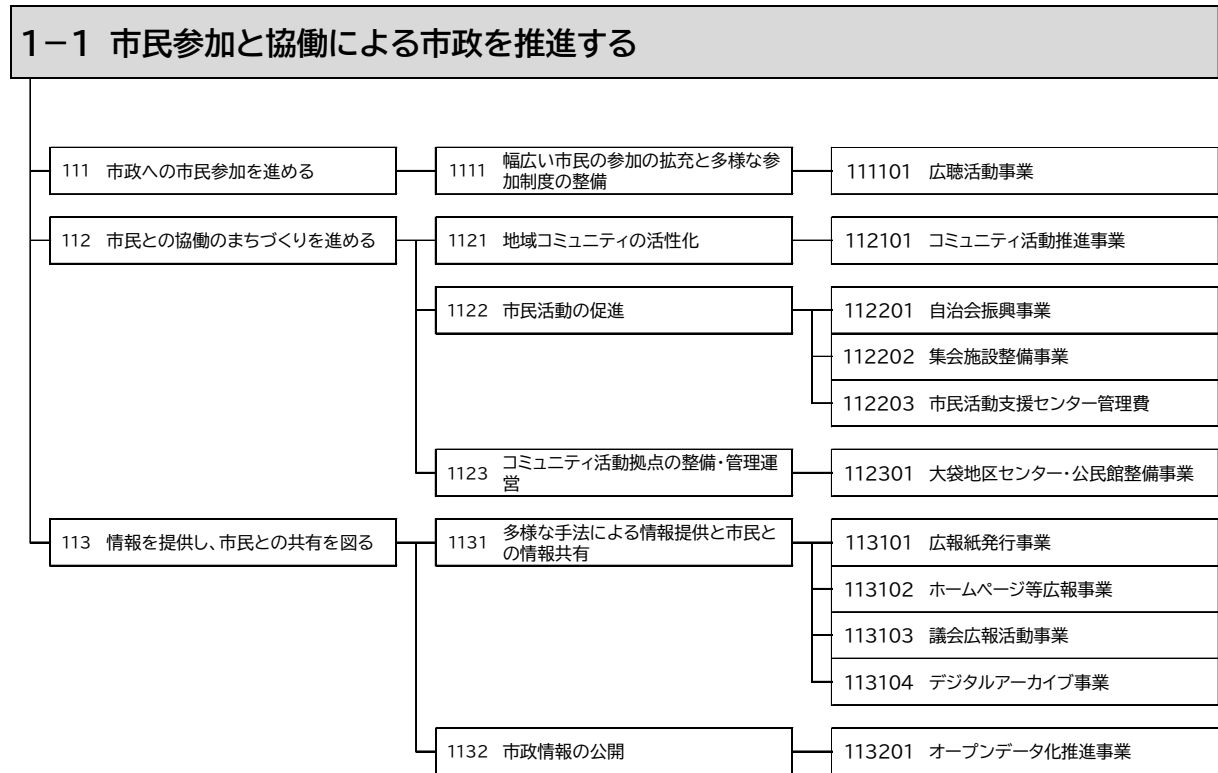 1−1 市民参加と協働による市政を推進する
111 市政への市民参加を進める
1111 幅広い市民の参加の拡充と多様な参
加制度の整備
111101 広聴活動事業
112 市民との協働のまちづくりを進める
1121 地域コミュニティの活性化
112101 コミュニティ活動推進事業
1122 市民活動の促進
112201 自治会振興事業
112202 集会施設整備事業
112203 市民活動支援センター管理費
1123 コミュニティ活動拠点の整備・管理運
営
112301 大袋地区センター・公民館整備事業
113 情報を提供し、市民との共有を図る
1131 多様な手法による情報提供と市民と
の情報共有
113101 広報紙発行事業
113102 ホームページ等広報事業
113103 議会広報活動事業
113104 デジタルアーカイブ事業
1132 市政情報の公開
113201 オープンデータ化推進事業